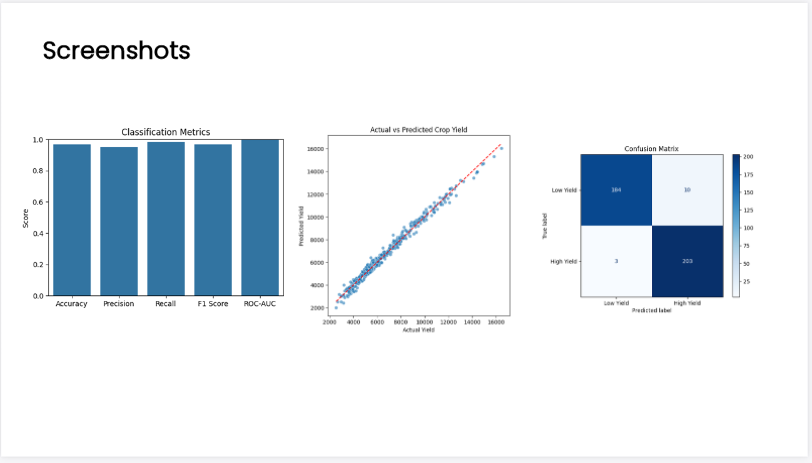 Screenshots
Classification Metrics
1.0
0.8
0.6
0.4
0.2
0.0
Score
Accuracy Precision Recall F1 Score ROC-AUC
Actual vs Predicted Crop Yield
16000
14000
12000
10000
8000
6000
4000
2000
Predicted Yield
2000 4000 6000 8000 10000 12000 14000 16000
Actual Yield
Confusion Matrix
Low Yield
High Yield
True label
184 10
3 203
Low Yield High Yield
Predicted label
200
175
150
125
100
75
50
25